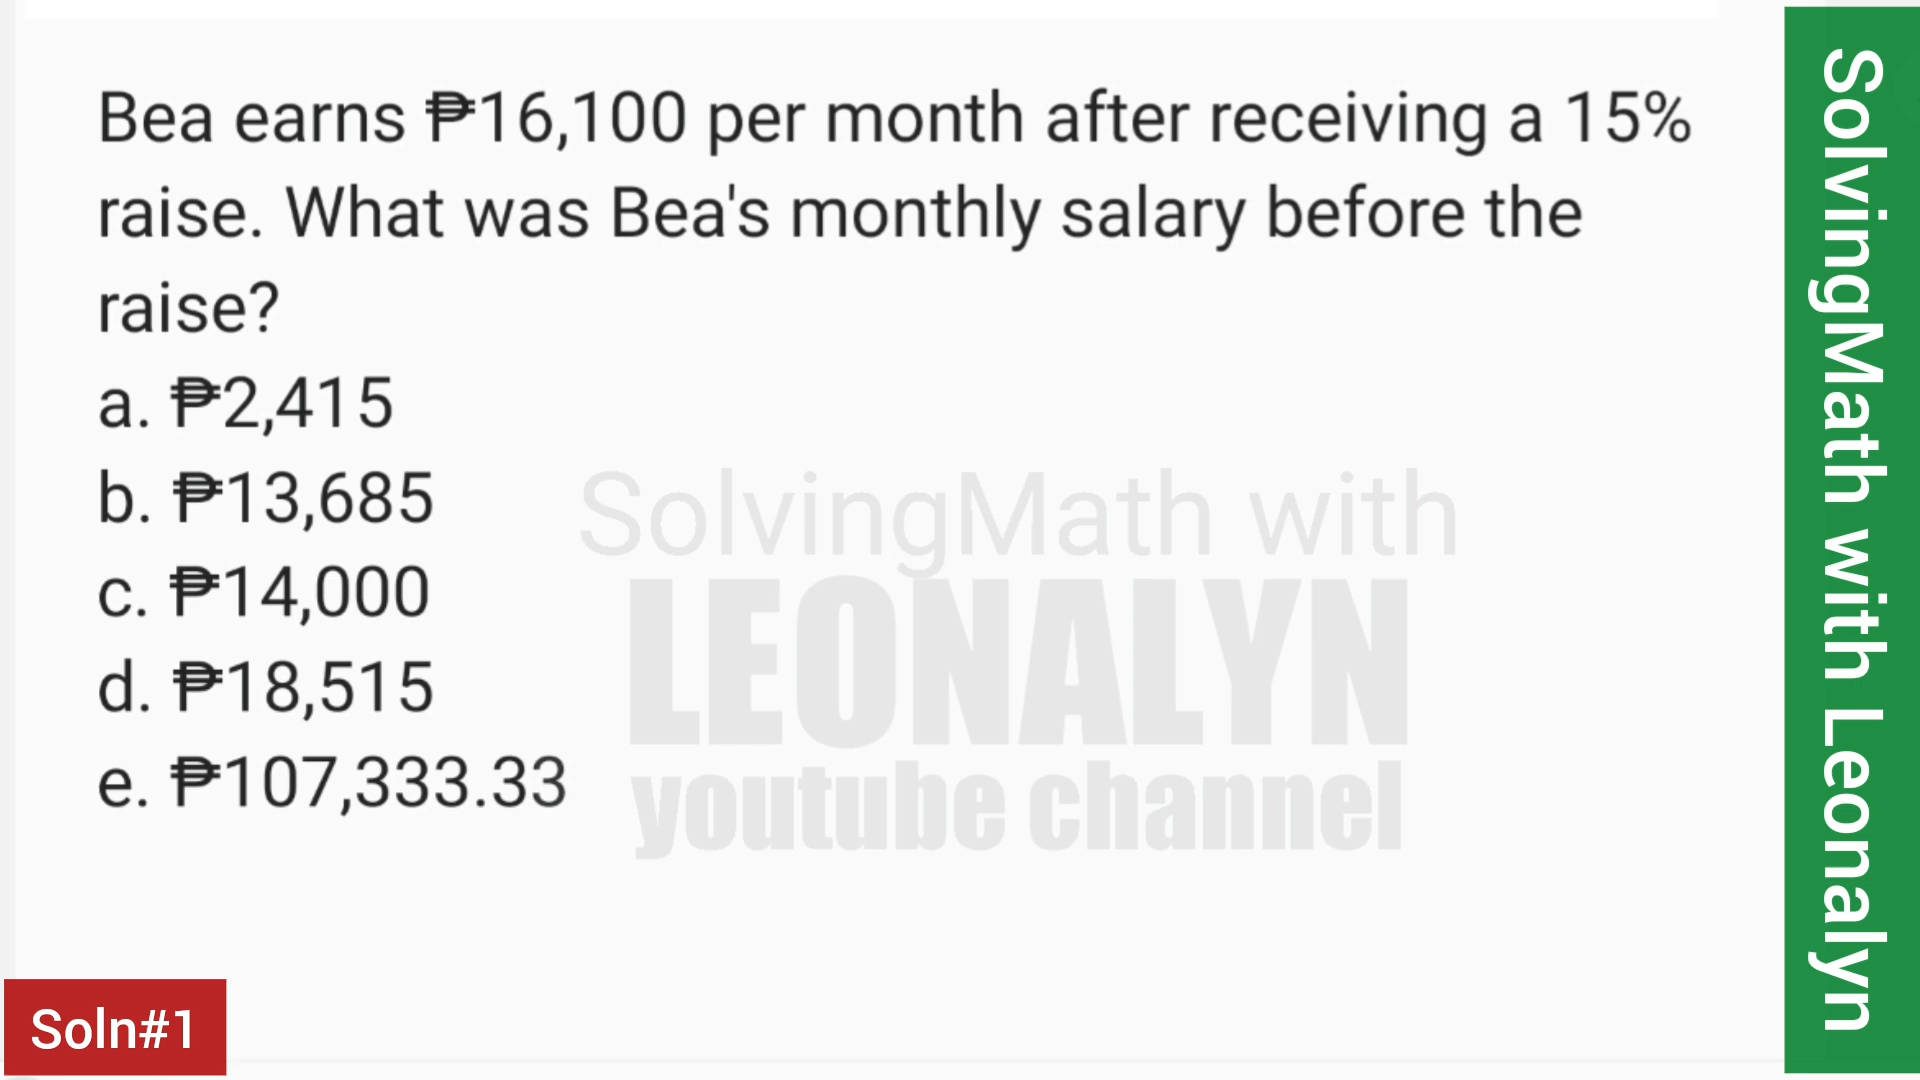 Bea earns ₱16,100 per month after receiving a 15%
raise. What was Bea's monthly salary before the
raise?
a. ₱2,415
b. ₱13,685
c. ₱14,000
d. ₱18,515
e. ₱107,333.33
SolvingMath with
LEONALYN
youtube channel
Soln#1
SolvingMath with Leonalyn